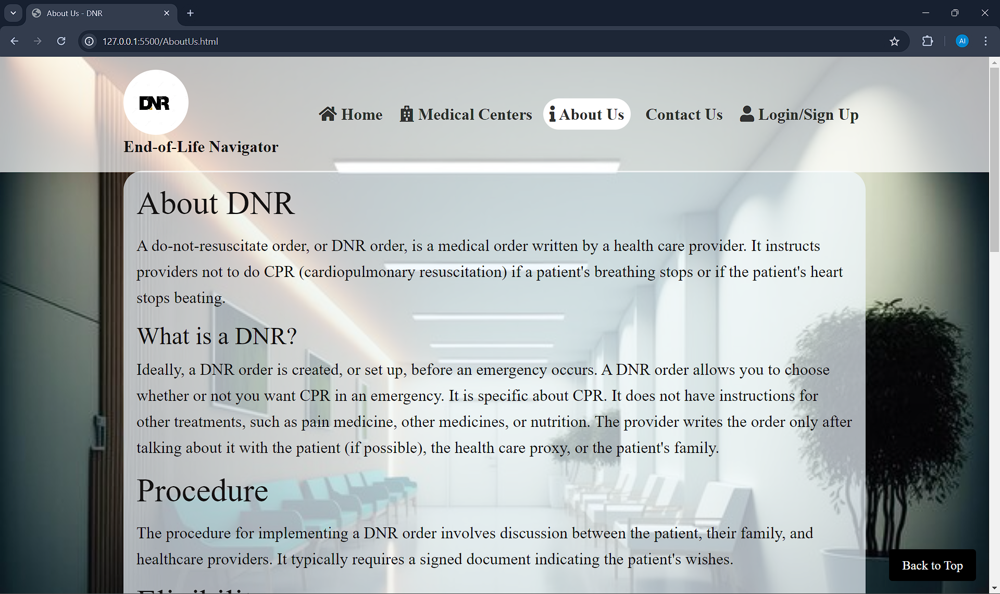 About Us - DNR
127.0.0.1:5500/AboutUs.html
AI
DNR
End-of-Life Navigator
Home
Medical Centers
About Us
Contact Us
Login/Sign Up
About DNR
A do-not-resuscitate order, or DNR order, is a medical order written by a health care provider. It instructs
providers not to do CPR (cardiopulmonary resuscitation) if a patient's breathing stops or if the patient's heart
stops beating.
What is a DNR?
Ideally, a DNR order is created, or set up, before an emergency occurs. A DNR order allows you to choose
whether or not you want CPR in an emergency. It is specific about CPR. It does not have instructions for
other treatments, such as pain medicine, other medicines, or nutrition. The provider writes the order only after
talking about it with the patient (if possible), the health care proxy, or the patient's family.
Procedure
The procedure for implementing a DNR order involves discussion between the patient, their family, and
healthcare providers. It typically requires a signed document indicating the patient's wishes.
Back to Top